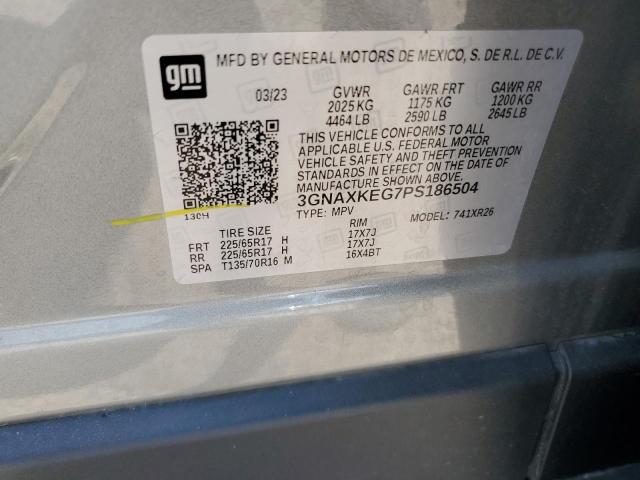 gm
MFD BY GENERAL MOTORS DE MEXICO, S. DE R.L. DE C.V.
03/23 GVWR GAWR FRT GAWR RR
2025 KG 1175 KG 1200 KG
4464 LB 2590 LB 2645 LB
THIS VEHICLE CONFORMS TO ALL
APPLICABLE U.S. FEDERAL MOTOR
VEHICLE SAFETY AND THEFT PREVENTION
STANDARDS IN EFFECT ON THE DATE OF
MANUFACTURE SHOWN ABOVE.
3GNAXKEG7PS186504
130H TYPE: MPV MODEL: 741XR26
TIRE SIZE RIM
FRT 225/65R17 H 17X7J
RR 225/65R17 H 17X7J
SPA T135/70R16 M 16X4BT